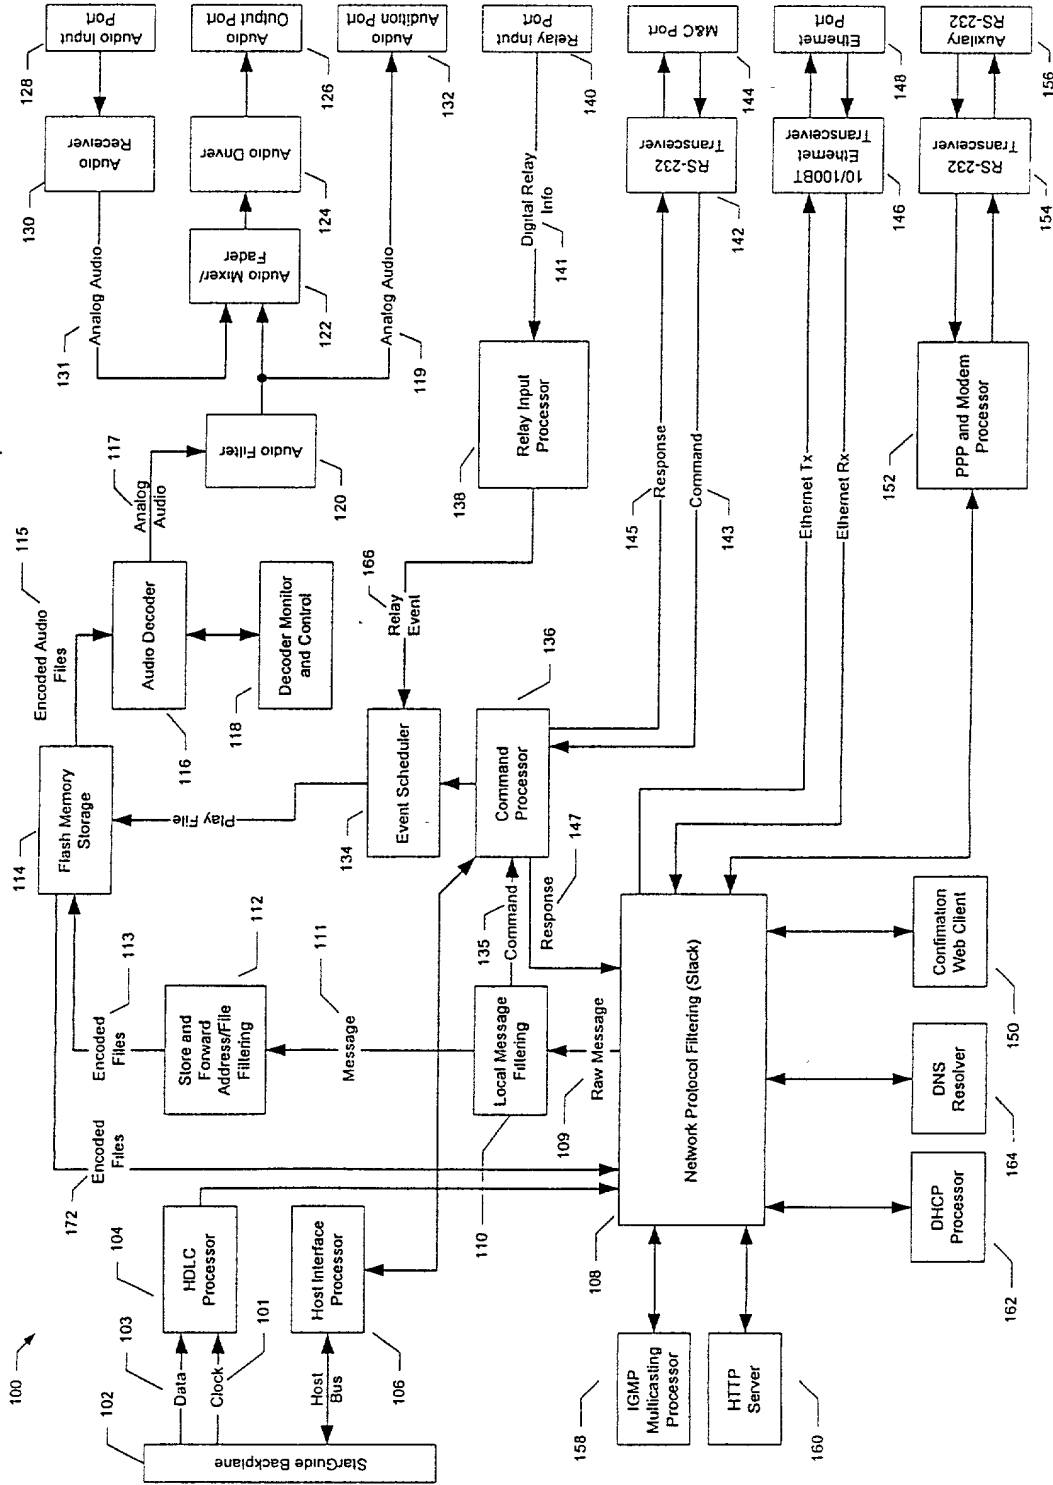 100
102
StarGuide Backplane
103
Data
Clock
101
104
HDLC
Processor
Host
Bus
Host Interface
Processor
106
172
Encoded
Files
Encoded
Files
113
Store and
Forward
Address/File
Filtering
112
Message
111
114
Flash Memory
Storage
Encoded Audio
Files
115
Audio Decoder
116
Decoder Monitor
and Control
118
Analog
Audio
117
Audio Filter
120
Analog Audio
131
Analog Audio
119
Audio Mixer/
Fader
122
Audio Driver
124
Audio
Receiver
130
Audio Input
Port
128
Audio
Output Port
126
Audio
Audition Port
132
Relay Input
Port
140
Digital Relay
Info
141
Relay Input
Processor
138
Relay
Event
166
Play File
Event Scheduler
134
Command
Processor
136
Command
135
Response
147
Local Message
Filtering
110
Raw Message
109
Response
145
Command
143
RS-232
Transceiver
142
M&C Port
144
Ethernet
Port
148
10/100BT
Ethernet
Transceiver
146
Ethernet Tx
Ethernet Rx
Auxilary
RS-232
156
RS-232
Transceiver
154
PPP and Modem
Processor
152
Network Protocol Filtering (Stack)
108
IGMP
Multicasting
Processor
158
HTTP
Server
160
DHCP
Processor
162
DNS
Resolver
164
Confimation
Web Client
150